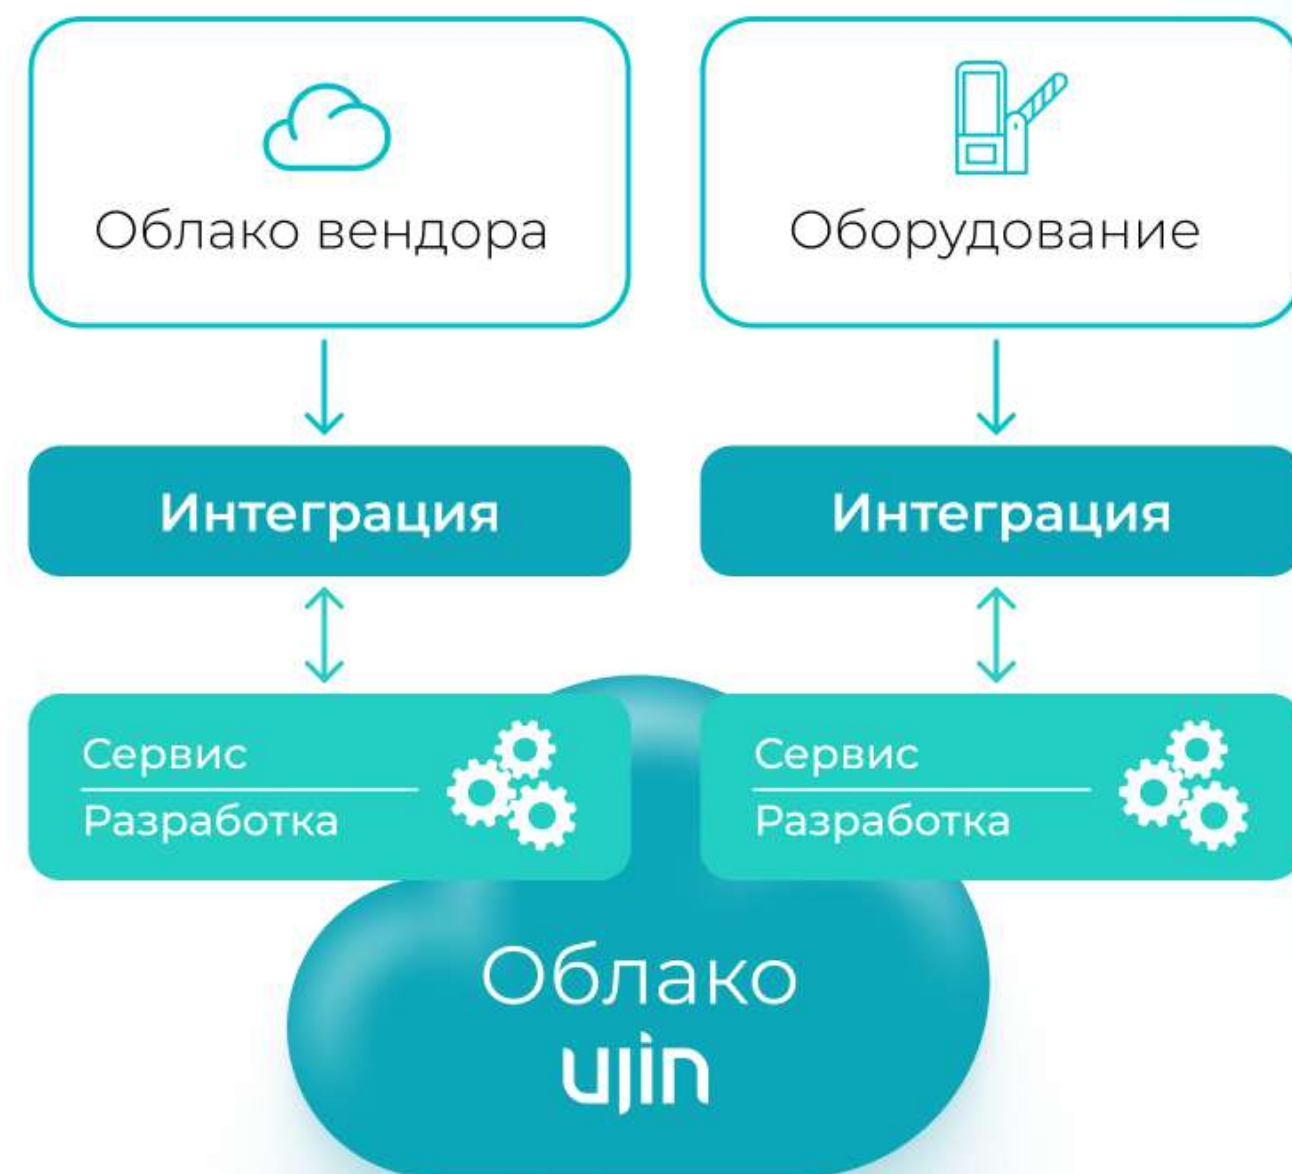 Облако вендора
Оборудование
Интеграция
Интеграция
Сервис
Разработка
Сервис
Разработка
Облако
ujin